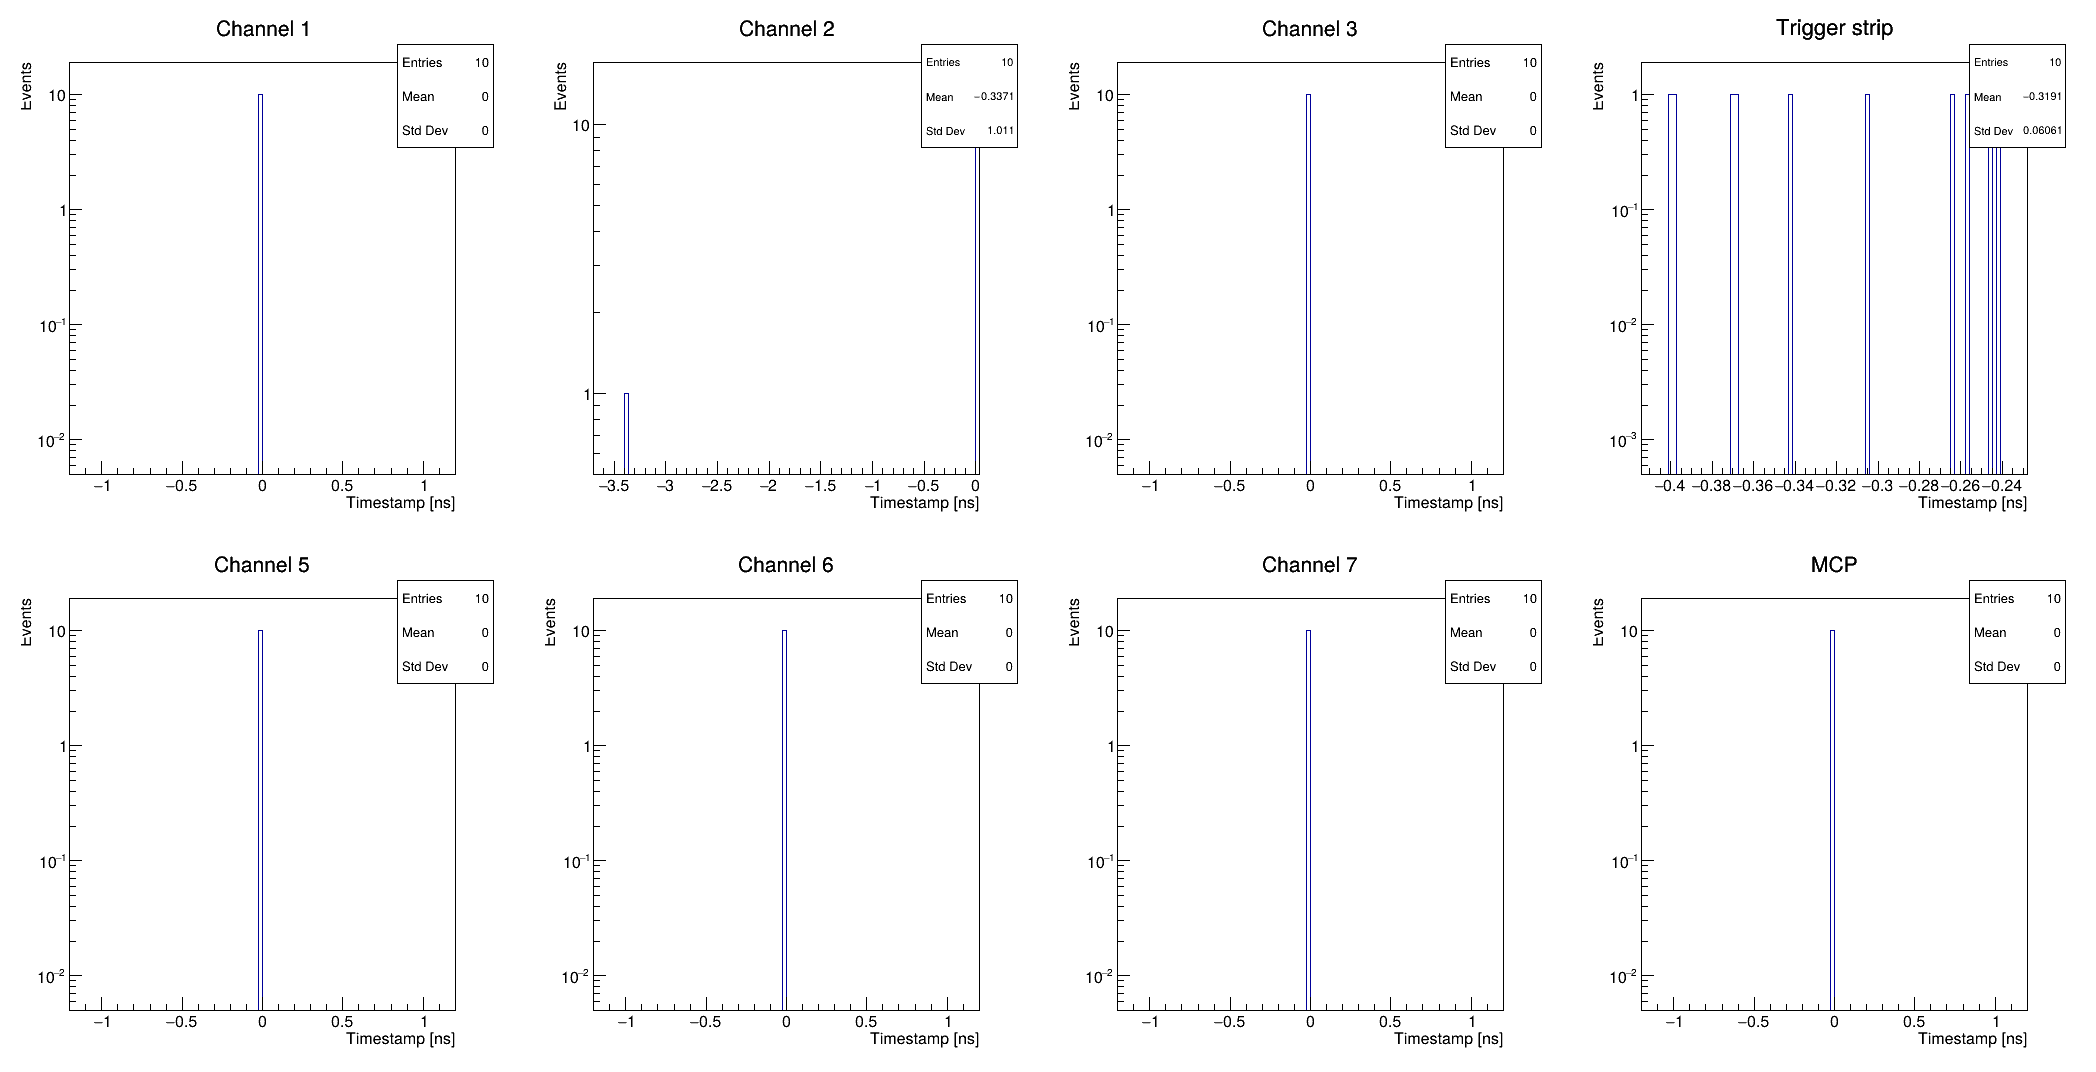 Channel 1
Events
Entries 10
Mean 0
Std Dev 0
10
1
10−1
10−2
−1 −0.5 0 0.5 1
Timestamp [ns]
Channel 2
Events
Entries 10
Mean −0.3371
Std Dev 1.011
10
1
−3.5 −3 −2.5 −2 −1.5 −1 −0.5 0
Timestamp [ns]
Channel 3
Events
Entries 10
Mean 0
Std Dev 0
10
1
10−1
10−2
−1 −0.5 0 0.5 1
Timestamp [ns]
Trigger strip
Events
Entries 10
Mean −0.3191
Std Dev 0.06061
1
10−1
10−2
10−3
−0.4 −0.38 −0.36 −0.34 −0.32 −0.3 −0.28 −0.26 −0.24
Timestamp [ns]
Channel 5
Events
Entries 10
Mean 0
Std Dev 0
10
1
10−1
10−2
−1 −0.5 0 0.5 1
Timestamp [ns]
Channel 6
Events
Entries 10
Mean 0
Std Dev 0
10
1
10−1
10−2
−1 −0.5 0 0.5 1
Timestamp [ns]
Channel 7
Events
Entries 10
Mean 0
Std Dev 0
10
1
10−1
10−2
−1 −0.5 0 0.5 1
Timestamp [ns]
MCP
Events
Entries 10
Mean 0
Std Dev 0
10
1
10−1
10−2
−1 −0.5 0 0.5 1
Timestamp [ns]